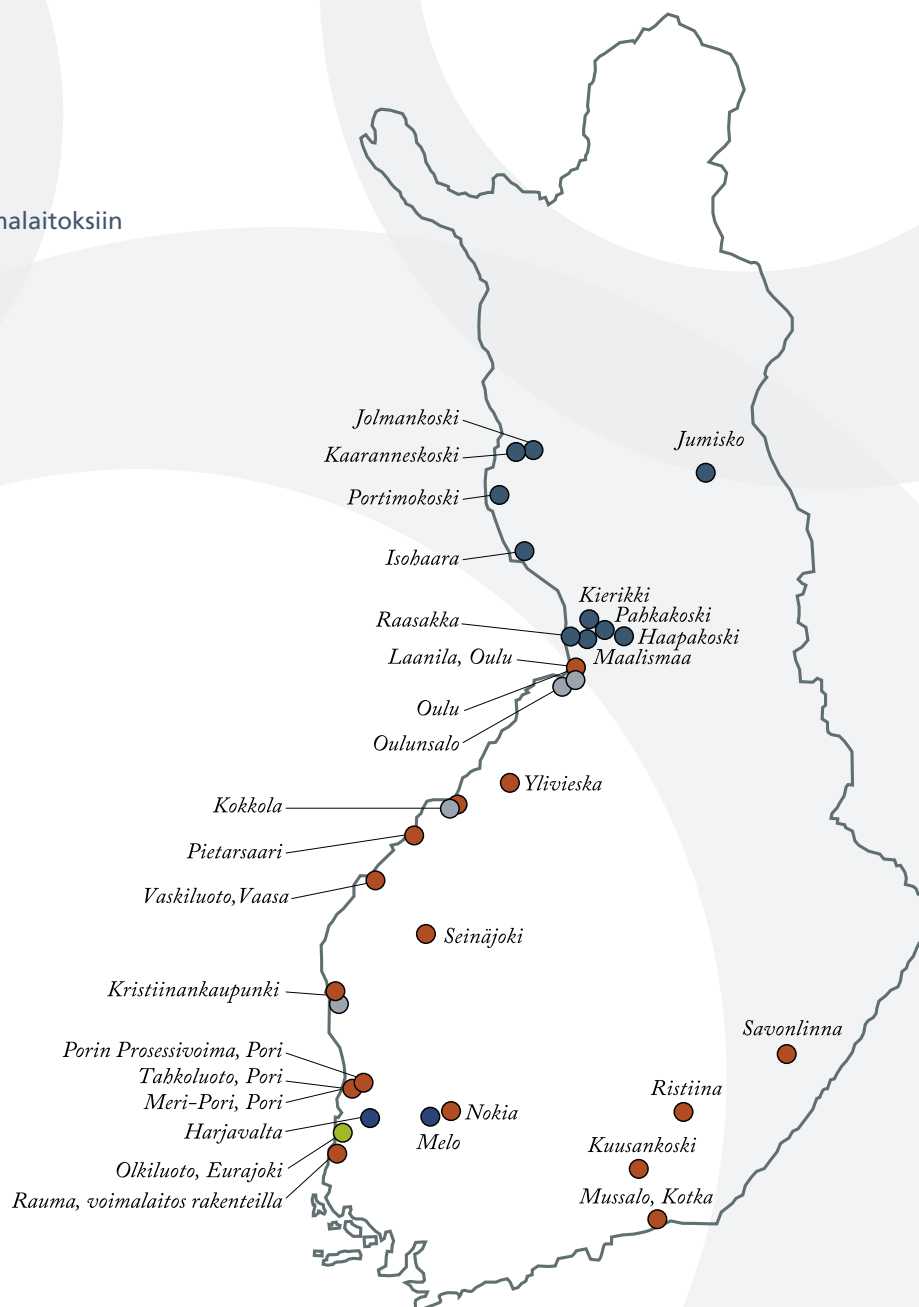 malaitoksiin
Jolmankoski
Jumisko
Kaaranneskoski
Portimokoski
Isohaara
Kierikki
Pahkakoski
Raasakka
Haapakoski
Laanila, Oulu
Maalismaa
Oulu
Oulunsalo
Ylivieska
Kokkola
Pietarsaari
Vaskiluoto,Vaasa
Seinäjoki
Kristiinankaupunki
Savonlinna
Porin Prosessivoima, Pori
Tahkoluoto, Pori
Ristiina
Meri-Pori, Pori
Nokia
Harjavalta
Melo
Kuusankoski
Olkiluoto, Eurajoki
Mussalo, Kotka
Rauma, voimalaitos rakenteilla